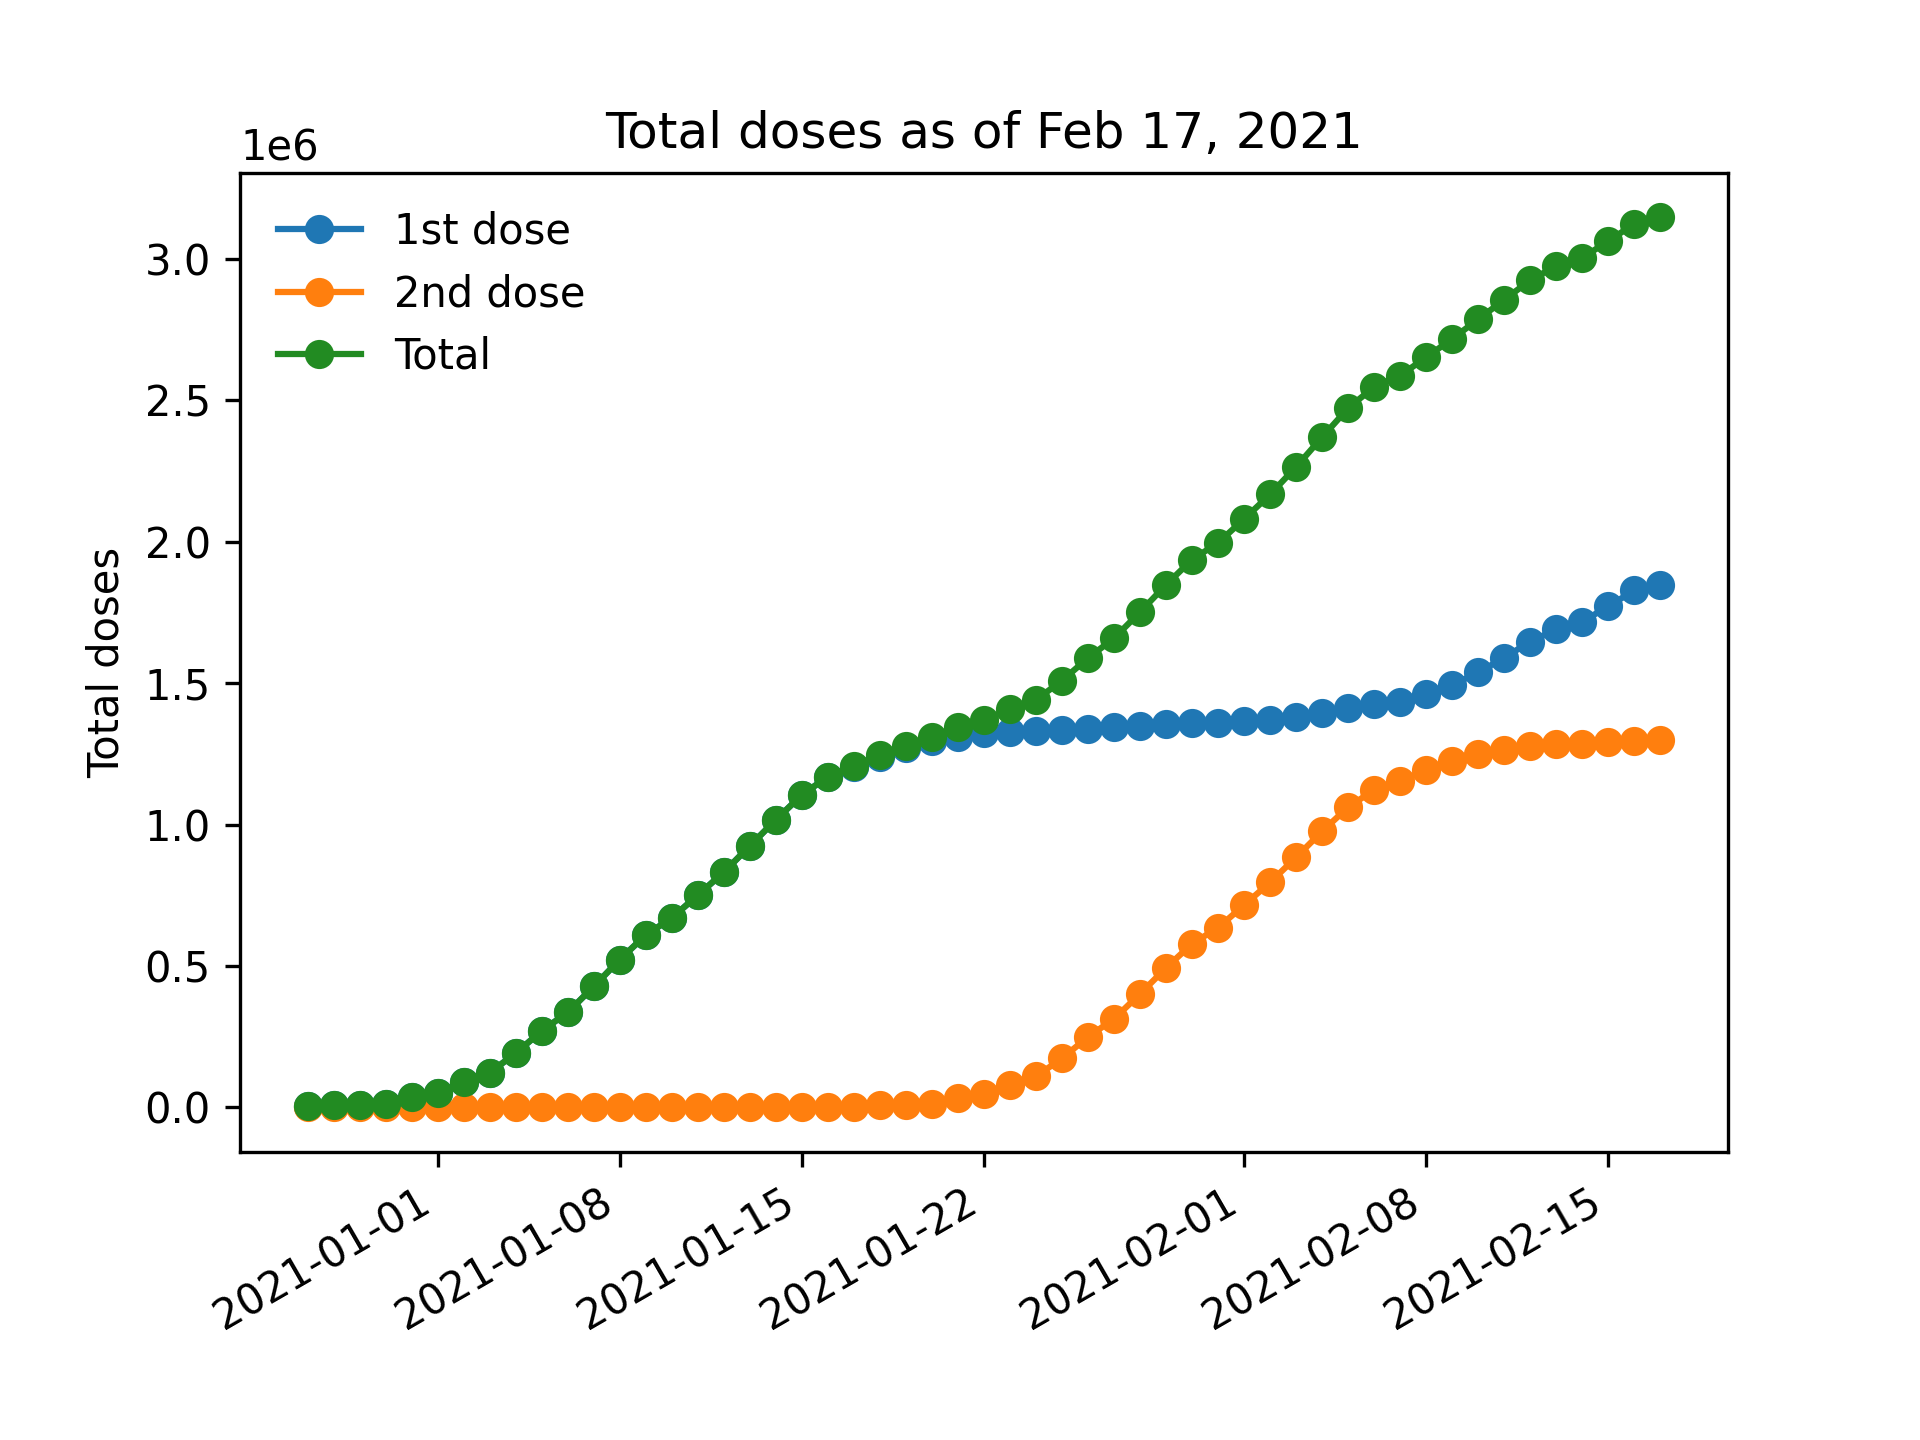 Total doses as of Feb 17, 2021
1e6
1st dose
2nd dose
Total
3.0
2.5
2.0
1.5
1.0
0.5
0.0
Total doses
2021-01-01
2021-01-08
2021-01-15
2021-01-22
2021-02-01
2021-02-08
2021-02-15